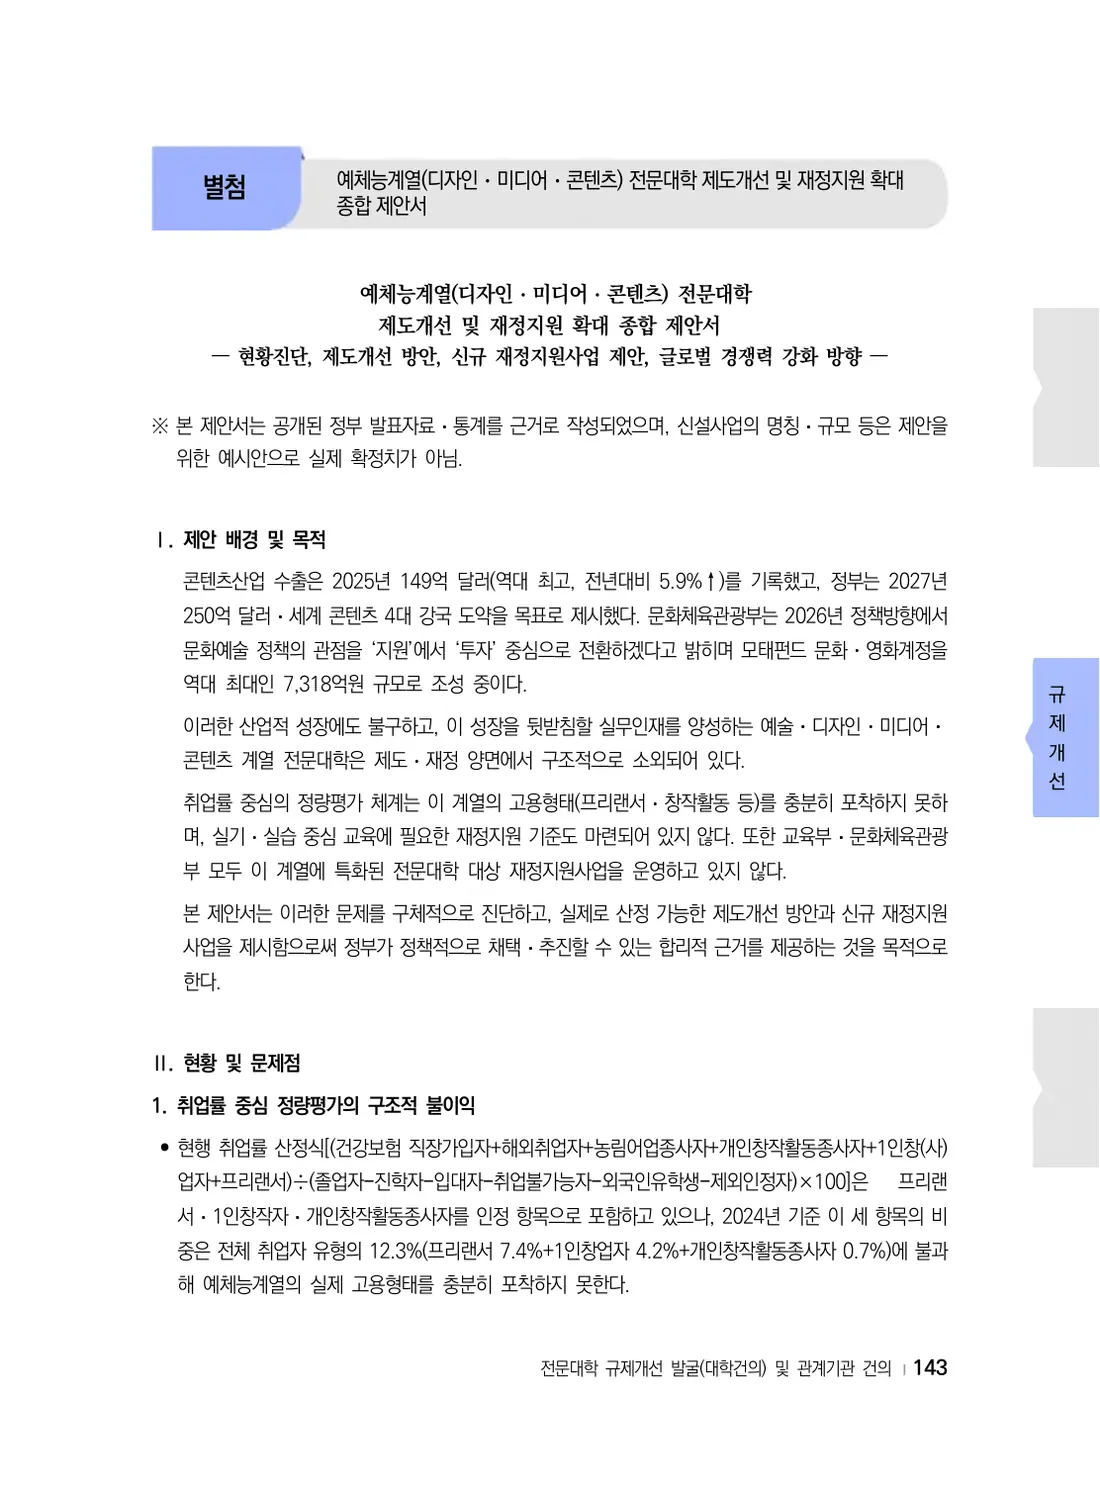 별첨
예체능계열(디자인・미디어・콘텐츠) 전문대학 제도개선 및 재정지원 확대
종합 제안서
예체능계열(디자인・미디어・콘텐츠) 전문대학
제도개선 및 재정지원 확대 종합 제안서
― 현황진단, 제도개선 방안, 신규 재정지원사업 제안, 글로벌 경쟁력 강화 방향 ―
※ 본 제안서는 공개된 정부 발표자료・통계를 근거로 작성되었으며, 신설사업의 명칭・규모 등은 제안을
위한 예시안으로 실제 확정치가 아님.
Ⅰ. 제안 배경 및 목적
콘텐츠산업 수출은 2025년 149억 달러(역대 최고, 전년대비 5.9%↑)를 기록했고, 정부는 2027년
250억 달러・세계 콘텐츠 4대 강국 도약을 목표로 제시했다. 문화체육관광부는 2026년 정책방향에서
문화예술 정책의 관점을 ‘지원’에서 ‘투자’ 중심으로 전환하겠다고 밝히며 모태펀드 문화・영화계정을
역대 최대인 7,318억원 규모로 조성 중이다.
이러한 산업적 성장에도 불구하고, 이 성장을 뒷받침할 실무인재를 양성하는 예술・디자인・미디어・
콘텐츠 계열 전문대학은 제도・재정 양면에서 구조적으로 소외되어 있다.
취업률 중심의 정량평가 체계는 이 계열의 고용형태(프리랜서・창작활동 등)를 충분히 포착하지 못하
며, 실기・실습 중심 교육에 필요한 재정지원 기준도 마련되어 있지 않다. 또한 교육부・문화체육관광
부 모두 이 계열에 특화된 전문대학 대상 재정지원사업을 운영하고 있지 않다.
본 제안서는 이러한 문제를 구체적으로 진단하고, 실제로 산정 가능한 제도개선 방안과 신규 재정지원
사업을 제시함으로써 정부가 정책적으로 채택・추진할 수 있는 합리적 근거를 제공하는 것을 목적으로
한다.
Ⅱ. 현황 및 문제점
1. 취업률 중심 정량평가의 구조적 불이익
● 현행 취업률 산정식[(건강보험 직장가입자+해외취업자+농림어업종사자+개인창작활동종사자+1인창(사)
업자+프리랜서)÷(졸업자-진학자-입대자-취업불가능자-외국인유학생-제외인정자)×100]은 프리랜
서・1인창작자・개인창작활동종사자를 인정 항목으로 포함하고 있으나, 2024년 기준 이 세 항목의 비
중은 전체 취업자 유형의 12.3%(프리랜서 7.4%+1인창업자 4.2%+개인창작활동종사자 0.7%)에 불과
해 예체능계열의 실제 고용형태를 충분히 포착하지 못한다.
규
제
개
선
전문대학 규제개선 발굴(대학건의) 및 관계기관 건의 | 143